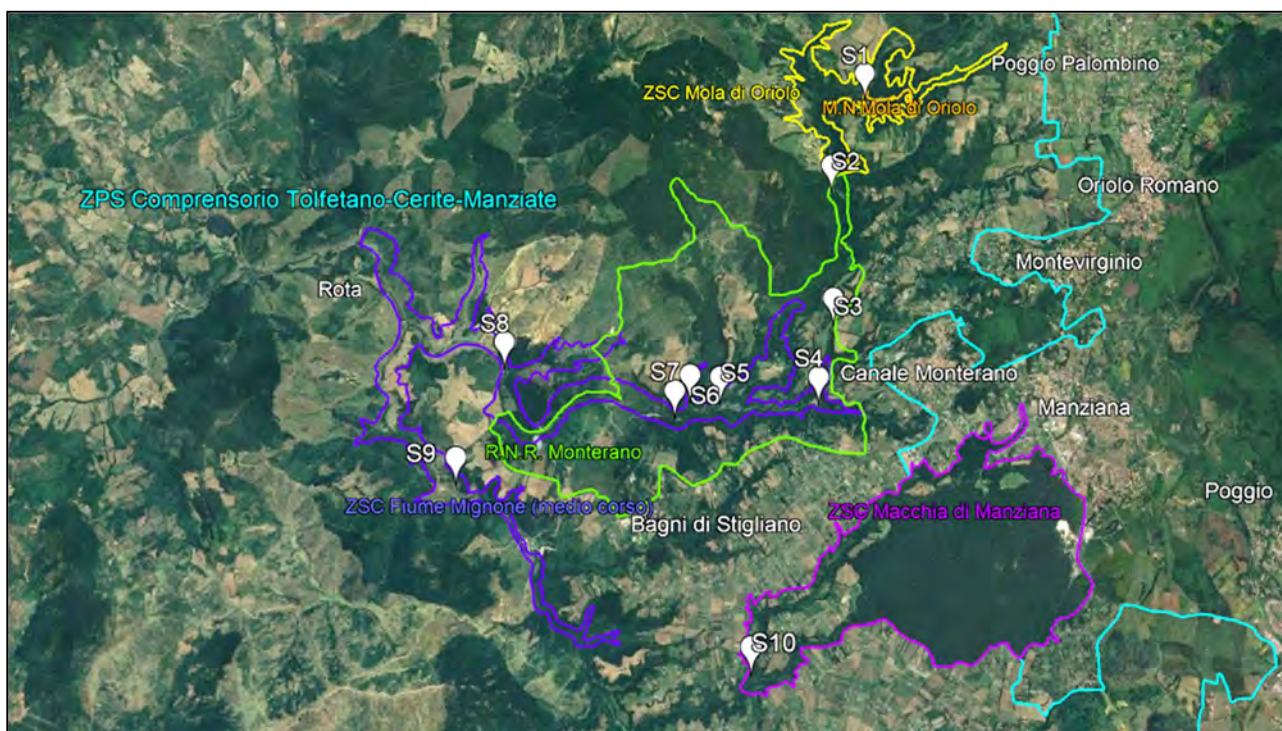 S1
Poggio Palombino
ZSC Mola di Oriolo
M.N.Mola di Oriolo
S2
Oriolo Romano
ZPS Comprensorio Tolfetano-Cerite-Manziate
Montevirginio
Rota
S3
S8
S4
Canale Monterano
S7
S5
S6
Manziana
S9
R.N.R. Monterano
Poggio
ZSC Fiume Mignone (medio corso)
ZSC Macchia di Manziana
Bagni di Stigliano
S10